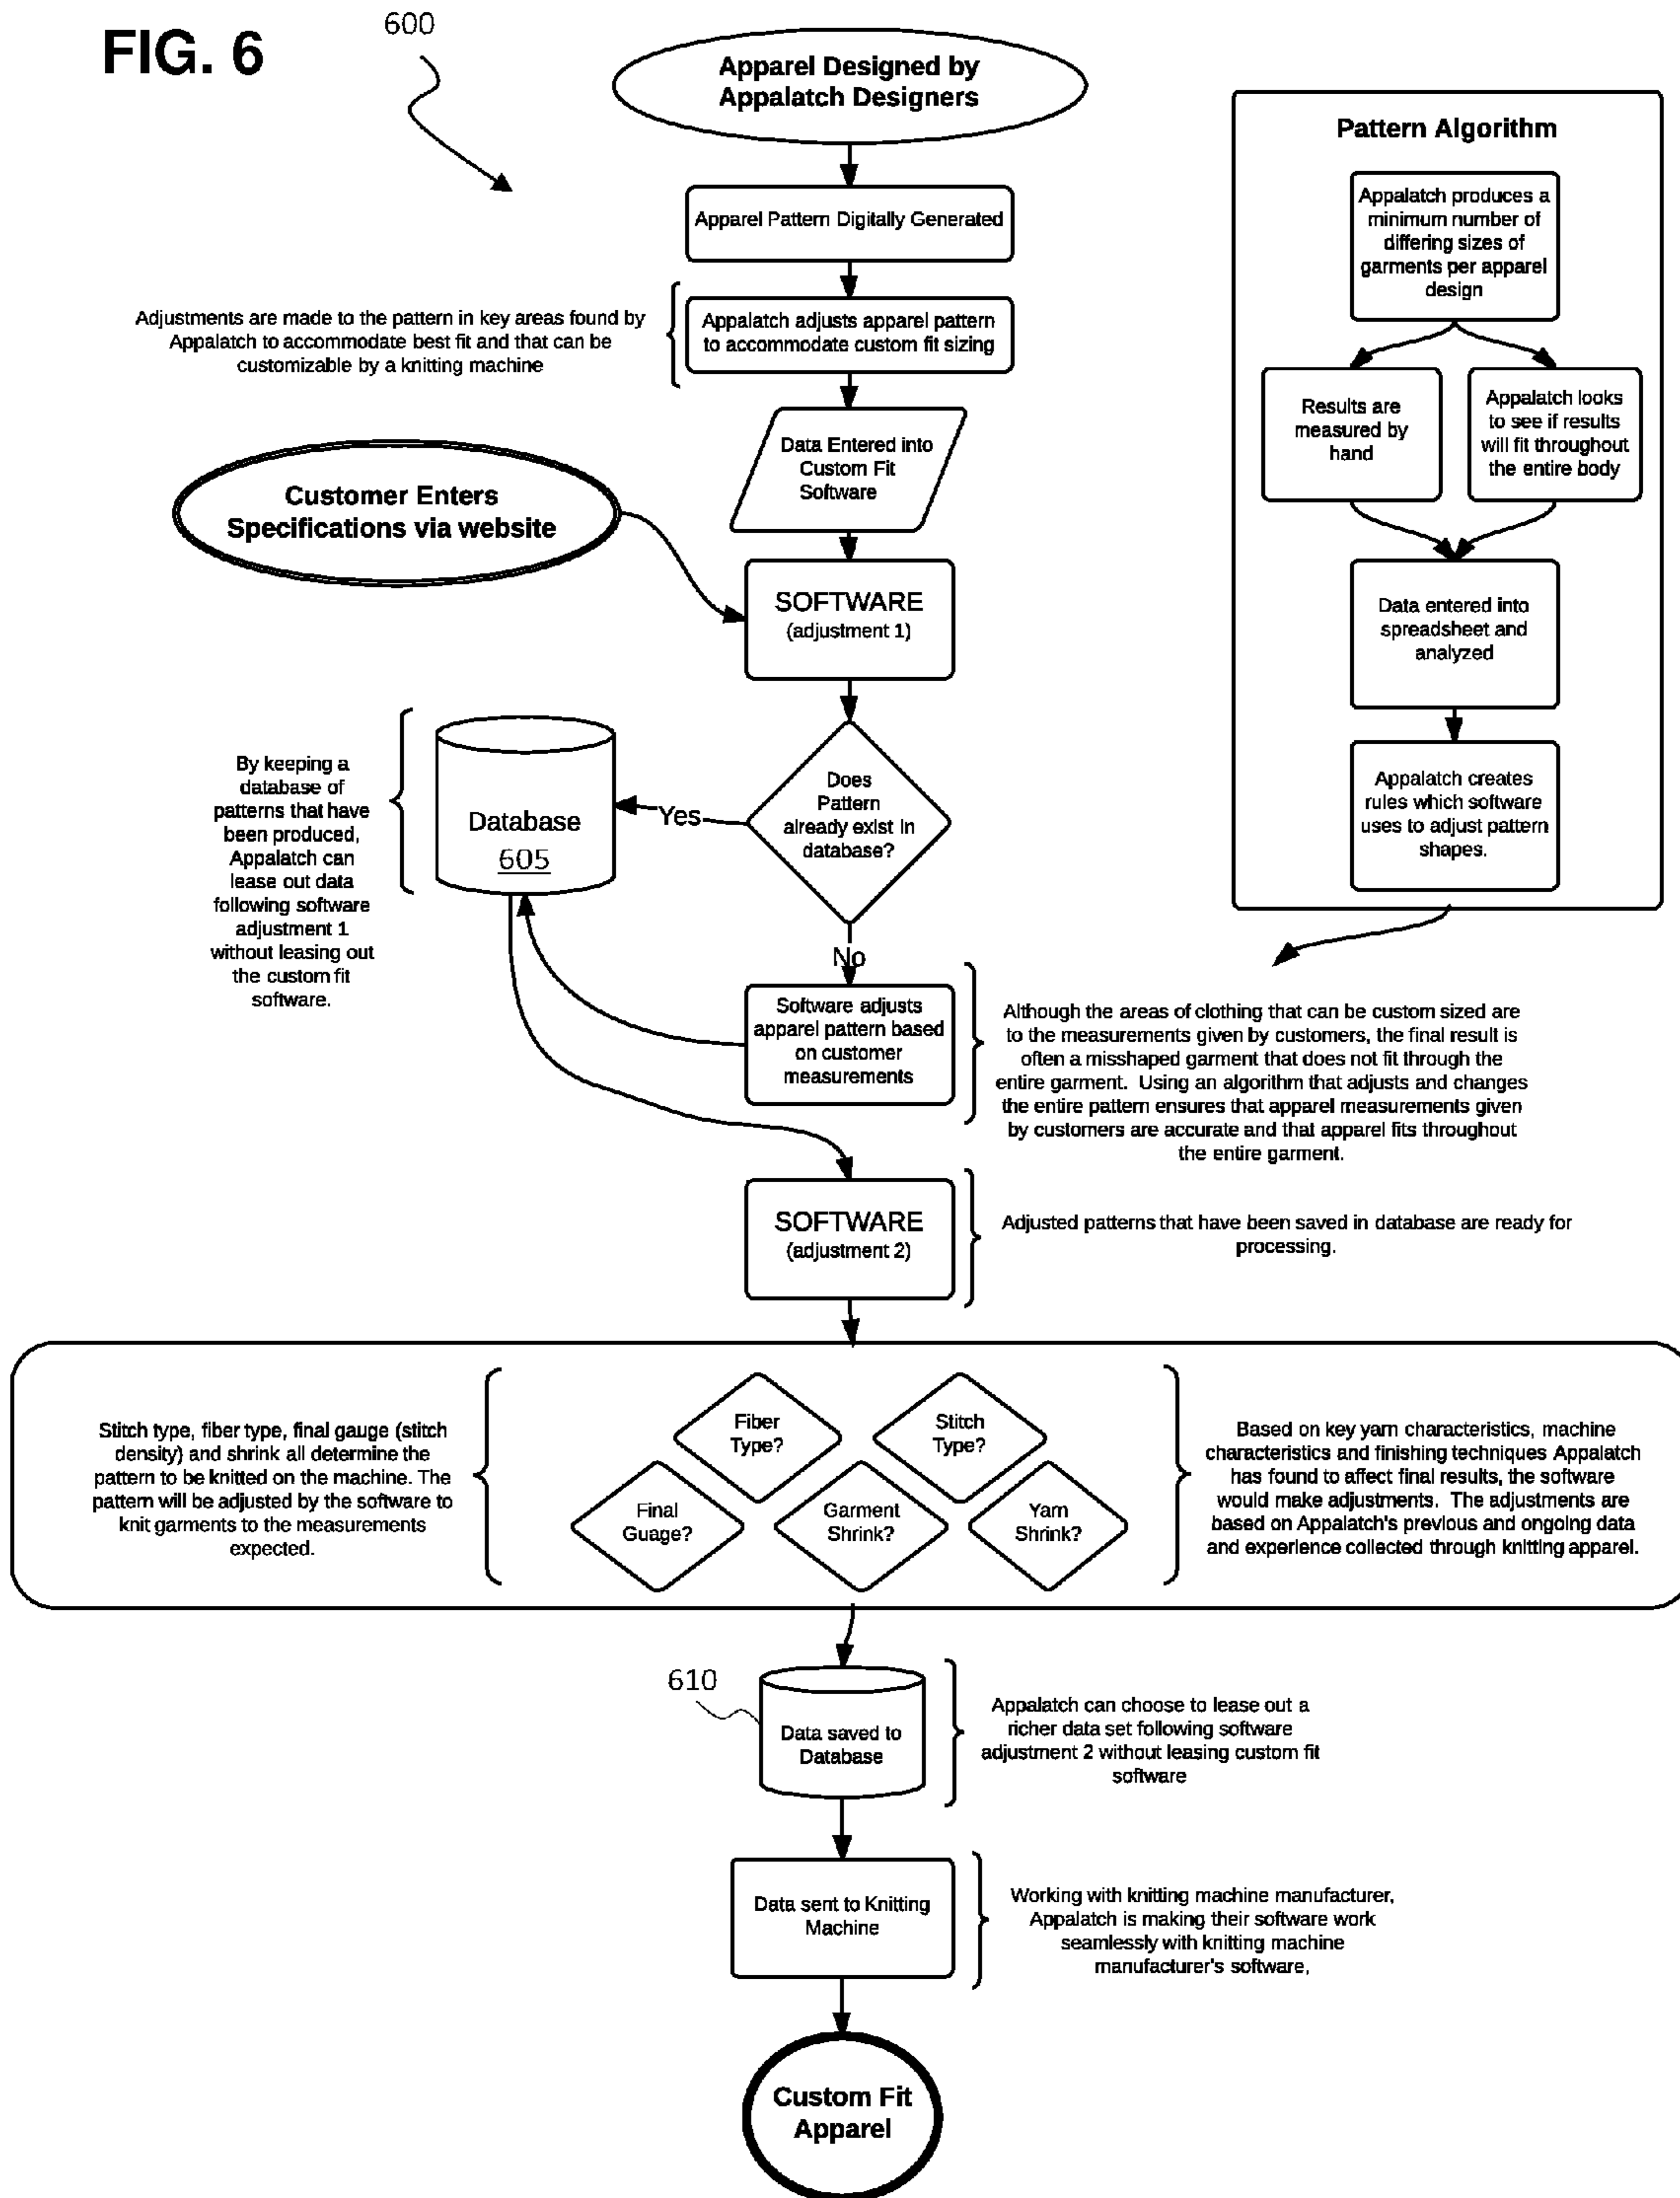 FIG. 6
600
Apparel Designed by
Appalatch Designers
Apparel Pattern Digitally Generated
Adjustments are made to the pattern in key areas found by
Appalatch to accommodate best fit and that can be
customizable by a knitting machine
Appalatch adjusts apparel pattern
to accommodate custom fit sizing
Data Entered into
Custom Fit
Software
Customer Enters
Specifications via website
SOFTWARE
(adjustment 1)
Does
Pattern
already exist in
database?
Yes
No
Database
605
By keeping a
database of
patterns that have
been produced,
Appalatch can
lease out data
following software
adjustment 1
without leasing out
the custom fit
software.
Pattern Algorithm
Appalatch produces a
minimum number of
differing sizes of
garments per apparel
design
Results are
measured by
hand
Appalatch looks
to see if results
will fit throughout
the entire body
Data entered into
spreadsheet and
analyzed
Appalatch creates
rules which software
uses to adjust pattern
shapes.
Software adjusts
apparel pattern based
on customer
measurements
Although the areas of clothing that can be custom sized are
to the measurements given by customers, the final result is
often a misshaped garment that does not fit through the
entire garment. Using an algorithm that adjusts and changes
the entire pattern ensures that apparel measurements given
by customers are accurate and that apparel fits throughout
the entire garment.
SOFTWARE
(adjustment 2)
Adjusted patterns that have been saved in database are ready for
processing.
Stitch type, fiber type, final gauge (stitch
density) and shrink all determine the
pattern to be knitted on the machine. The
pattern will be adjusted by the software to
knit garments to the measurements
expected.
Fiber
Type?
Stitch
Type?
Final
Guage?
Garment
Shrink?
Yarn
Shrink?
Based on key yarn characteristics, machine
characteristics and finishing techniques Appalatch
has found to affect final results, the software
would make adjustments. The adjustments are
based on Appalatch's previous and ongoing data
and experience collected through knitting apparel.
610
Data saved to
Database
Appalatch can choose to lease out a
richer data set following software
adjustment 2 without leasing custom fit
software
Data sent to Knitting
Machine
Working with knitting machine manufacturer,
Appalatch is making their software work
seamlessly with knitting machine
manufacturer's software,
Custom Fit
Apparel